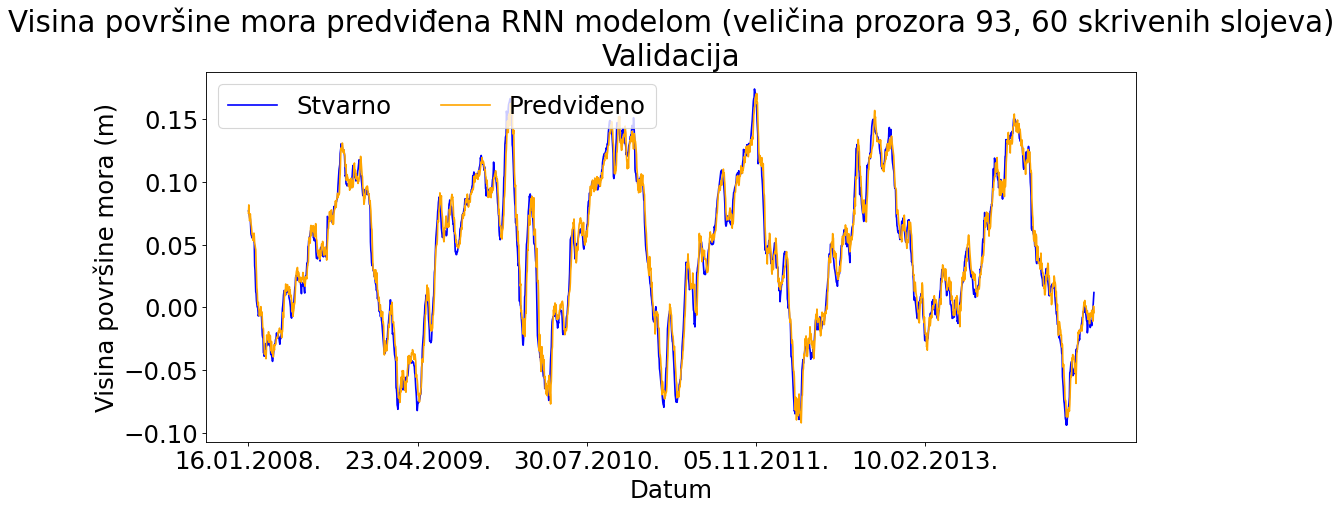 Visina površine mora predviđena RNN modelom (veličina prozora 93, 60 skrivenih slojeva)
Validacija
Stvarno
Predviđeno
Visina površine mora (m)
0.15
0.10
0.05
0.00
−0.05
−0.10
16.01.2008. 23.04.2009. 30.07.2010. 05.11.2011. 10.02.2013.
Datum